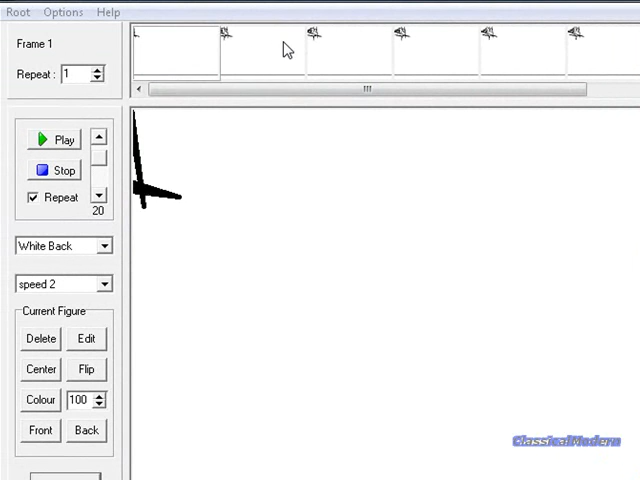 Root Options Help
Frame 1
Repeat : 1
Play
Stop
Repeat
20
White Back
speed 2
Current Figure
Delete Edit
Center Flip
Colour 100
Front Back
ClassicalModern